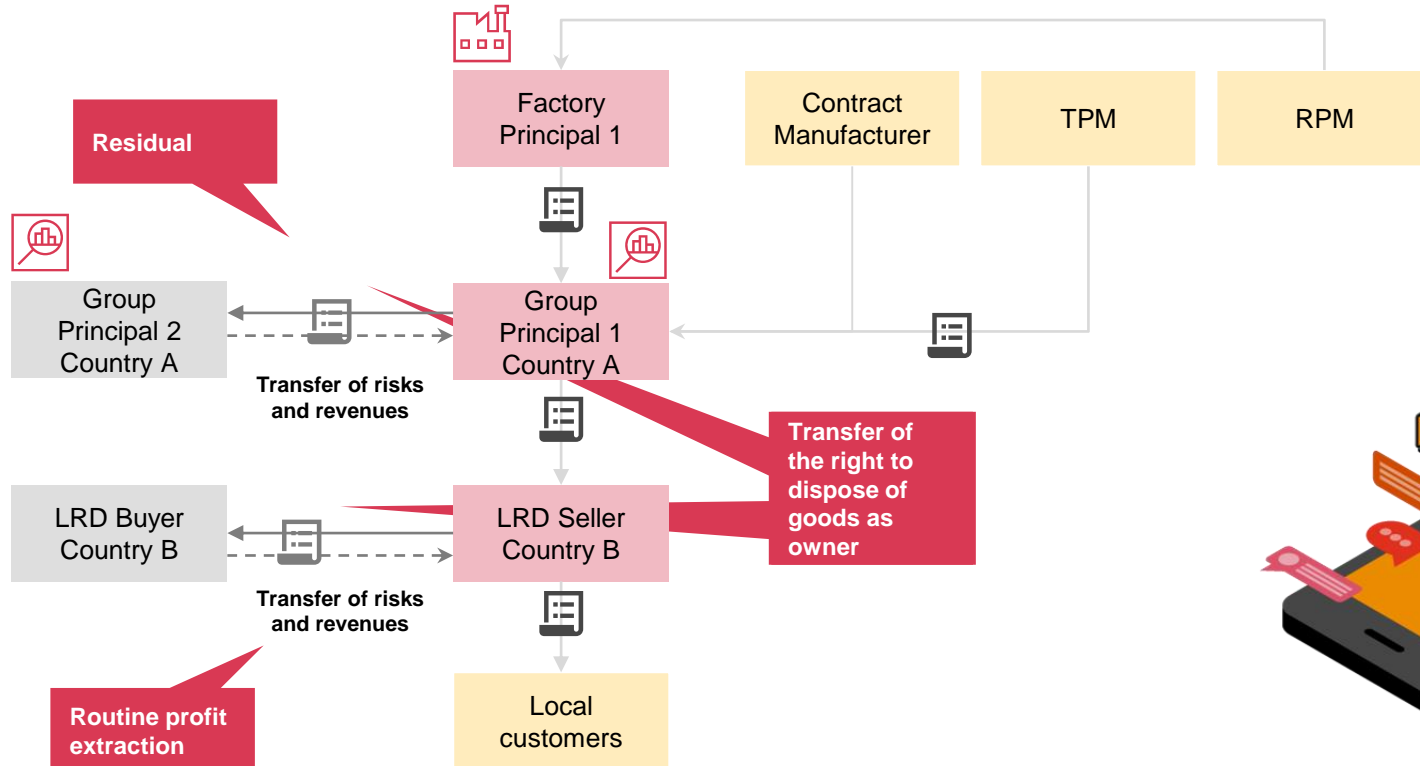 Factory
Principal 1
Contract
Manufacturer
TPM
RPM
Residual
Group
Principal 2
Country A
Group
Principal 1
Country A
Transfer of risks
and revenues
Transfer of
the right to
dispose of
goods as
owner
LRD Buyer
Country B
LRD Seller
Country B
Transfer of risks
and revenues
Routine profit
extraction
Local
customers